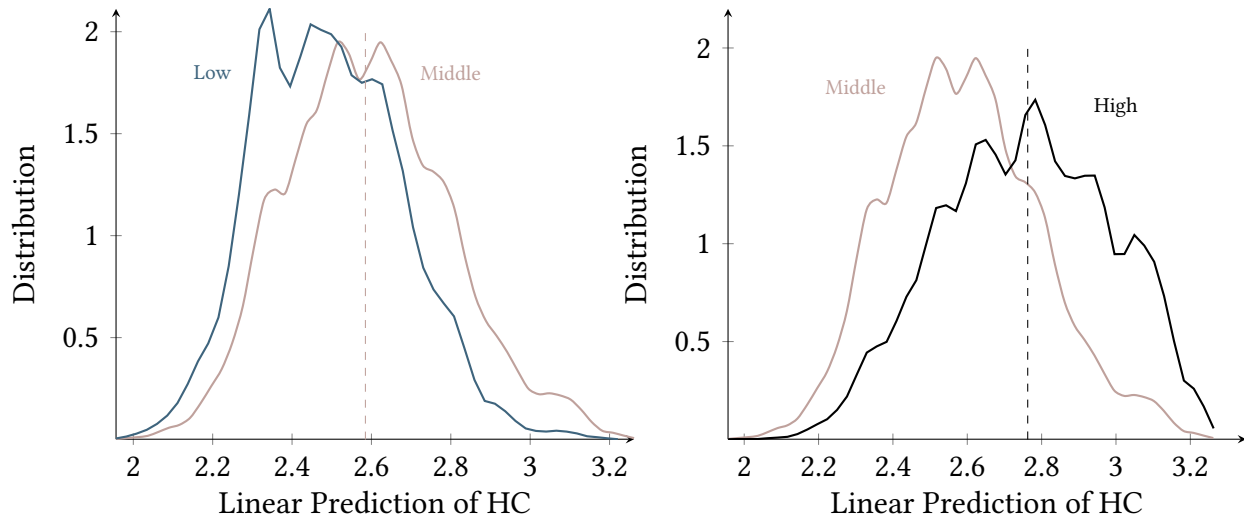 2
1.5
1
0.5
Distribution
Low
Middle
2
2.2
2.4
2.6
2.8
3
3.2
Linear Prediction of HC
2
1.5
1
0.5
Distribution
Middle
High
2
2.2
2.4
2.6
2.8
3
3.2
Linear Prediction of HC